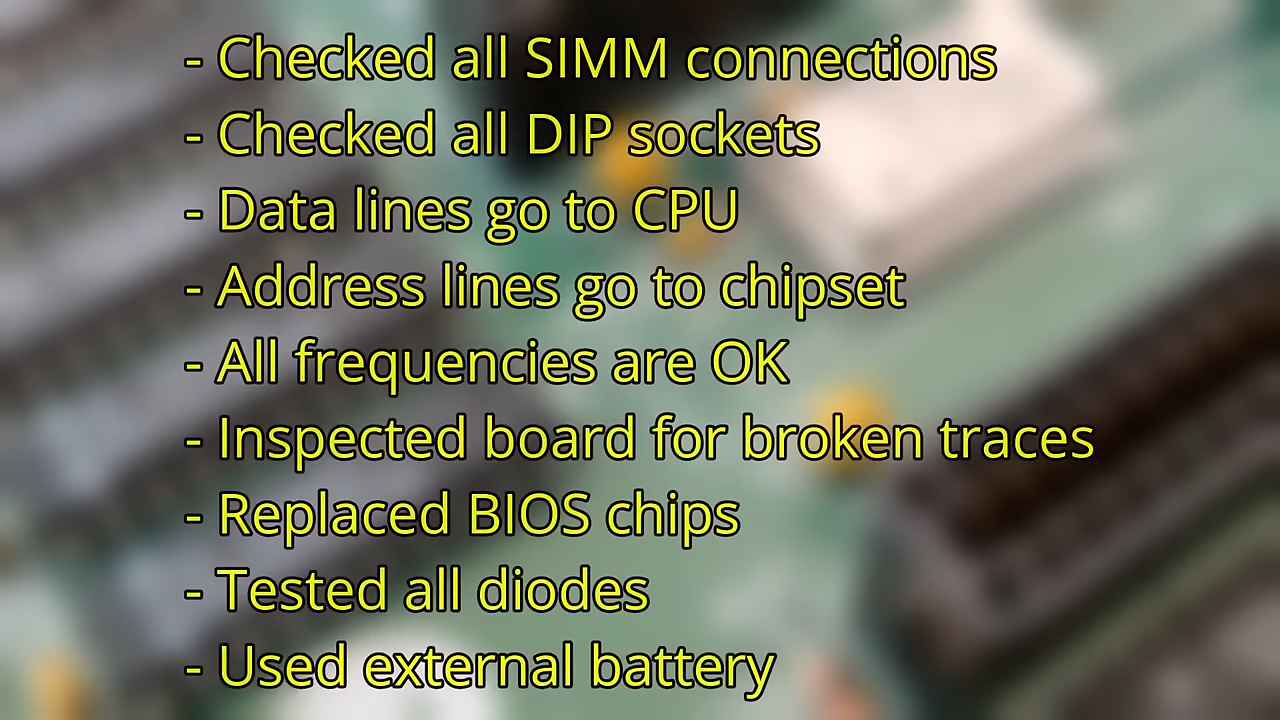 - Checked all SIMM connections
- Checked all DIP sockets
- Data lines go to CPU
- Address lines go to chipset
- All frequencies are OK
- Inspected board for broken traces
- Replaced BIOS chips
- Tested all diodes
- Used external battery